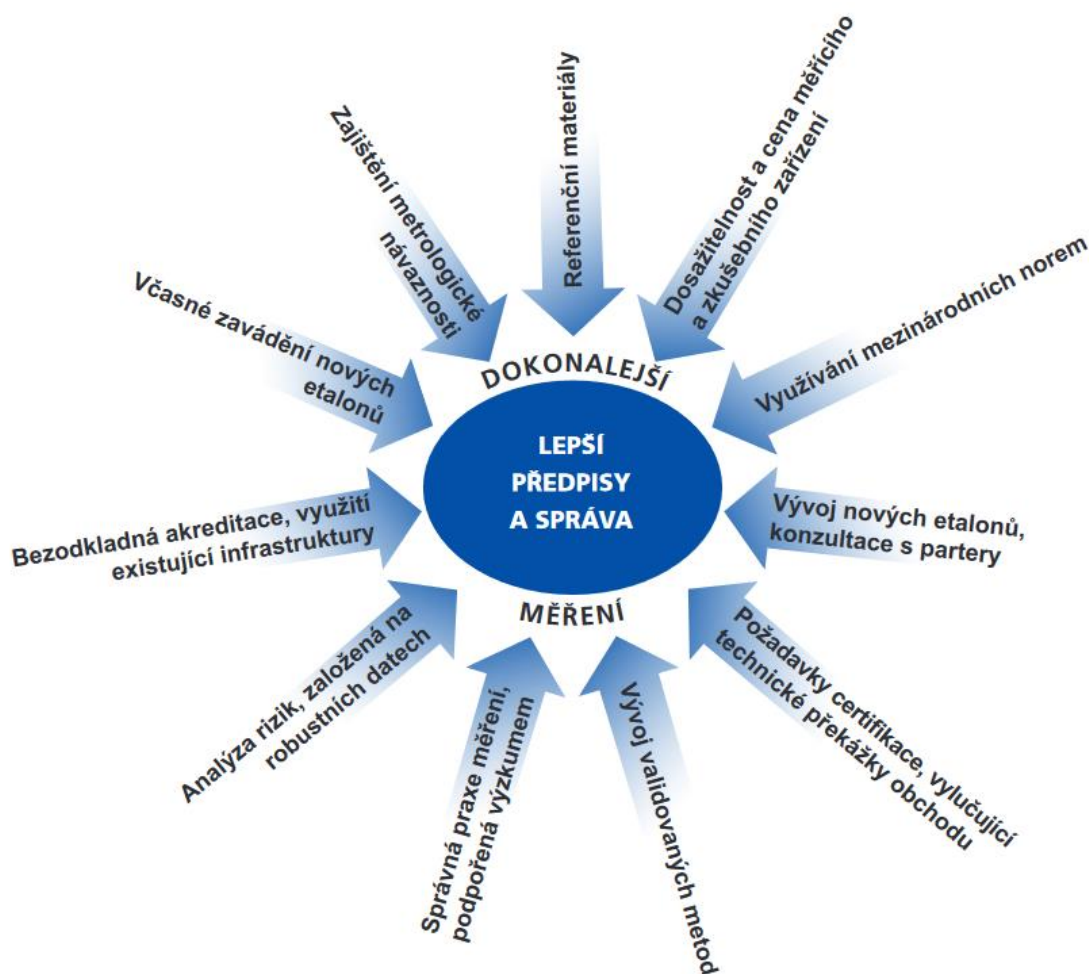 Referenční materiály
Dosažitelnost a cena měřícího
a zkušebního zařízení
Využívání mezinárodních norem
Vývoj nových etalonů,
konzultace s partery
Požadavky certifikace, vylučující
technické překážky obchodu
Vývoj validovaných metod
Správná praxe měření,
podpořená výzkumem
Analýza rizik, založená na
robustních datech
Bezodkladná akreditace, využití
existující infrastruktury
Včasné zavádění nových
etalonů
Zajištění metrologické
návaznosti
DOKONALEJŠÍ
LEPŠÍ
PŘEDPISY
A SPRÁVA
MĚŘENÍ